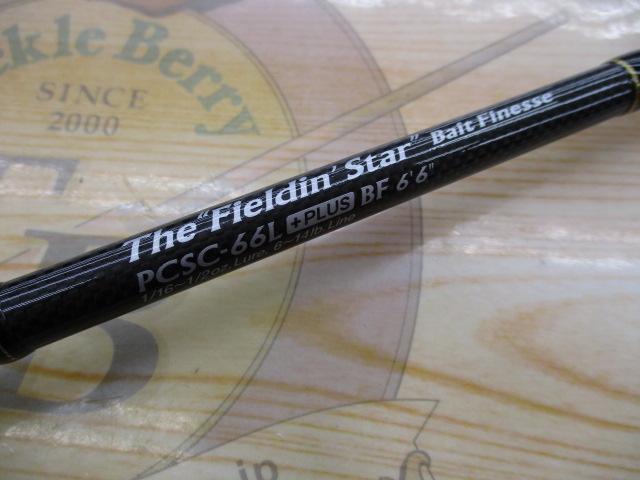 ckle Berry
SINCE
2000
The "Fieldin' Star" Bait Finesse
PCSC-66L +PLUS BF 6'6"
1/16~1/2oz Lure, 6~14lb. Line
jp